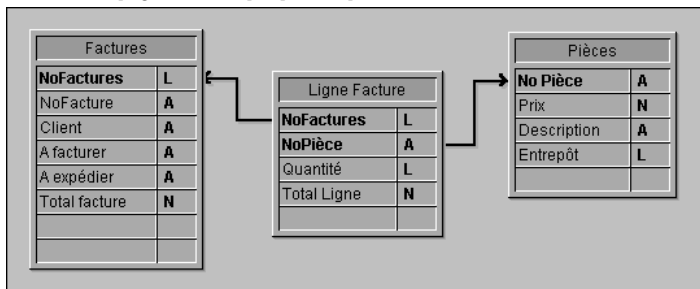 Factures
NoFactures L
NoFacture A
Client A
A facturer A
A expédier A
Total facture N
Ligne Facture
NoFactures L
NoPièce A
Quantité L
Total Ligne N
Pièces
No Pièce A
Prix N
Description A
Entrepôt L